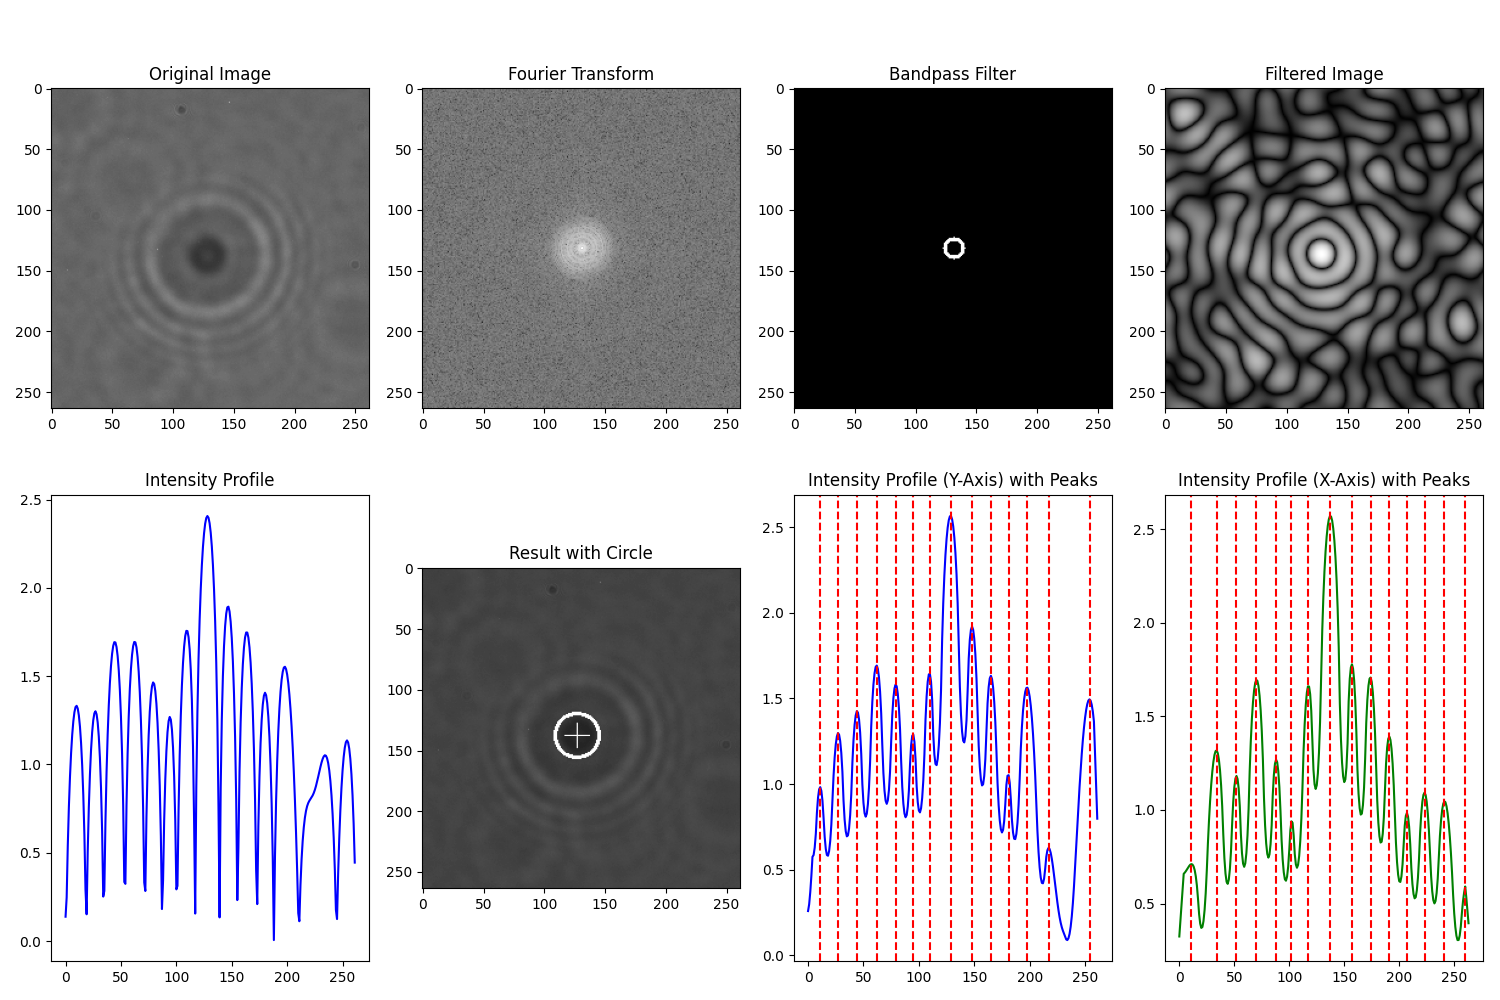 Original Image
Fourier Transform
Bandpass Filter
Filtered Image
0
50
100
150
200
250
0 50 100 150 200 250
0
50
100
150
200
250
0 50 100 150 200 250
0
50
100
150
200
250
0 50 100 150 200 250
0
50
100
150
200
250
0 50 100 150 200 250
Intensity Profile
2.5
2.0
1.5
1.0
0.5
0.0
0 50 100 150 200 250
Result with Circle
0
50
100
150
200
250
0 50 100 150 200 250
Intensity Profile (Y-Axis) with Peaks
2.5
2.0
1.5
1.0
0.5
0.0
0 50 100 150 200 250
Intensity Profile (X-Axis) with Peaks
2.5
2.0
1.5
1.0
0.5
0 50 100 150 200 250